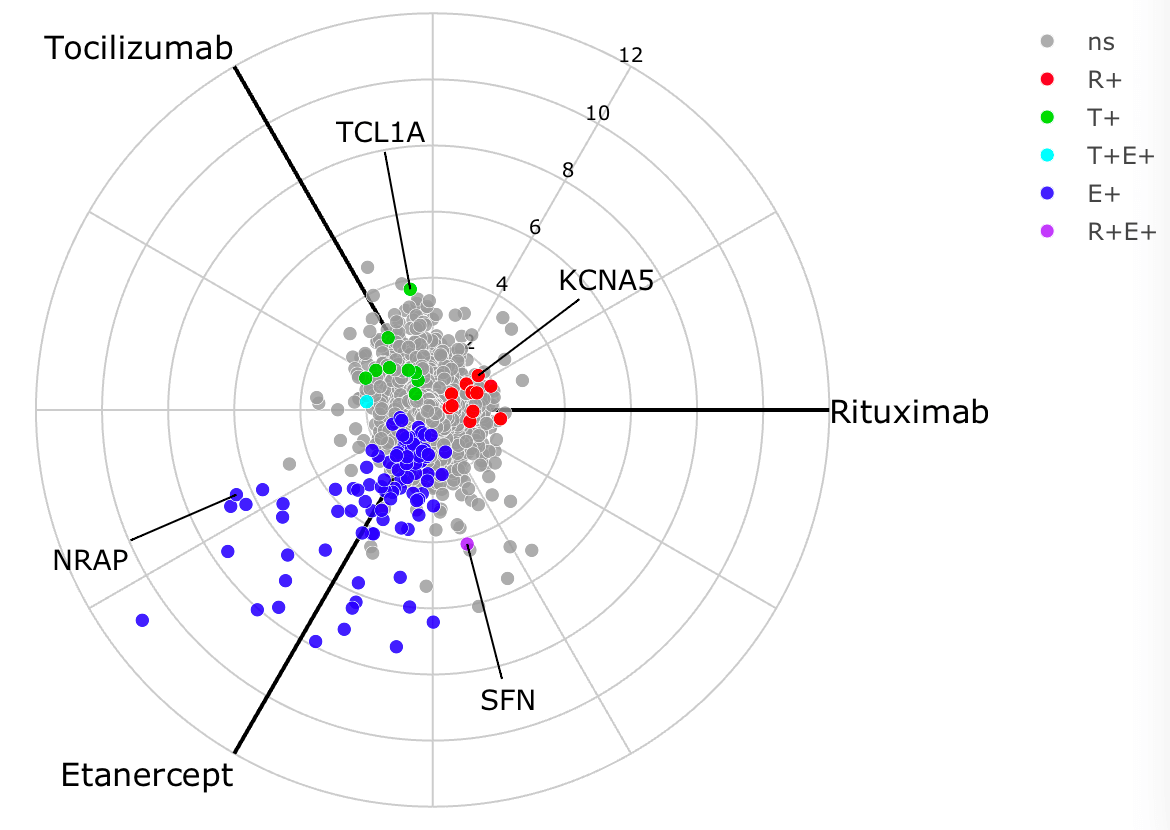 Tocilizumab
TCL1A
12
10
8
6
4
2
KCNA5
Rituximab
NRAP
SFN
Etanercept
ns
R+
T+
T+E+
E+
R+E+